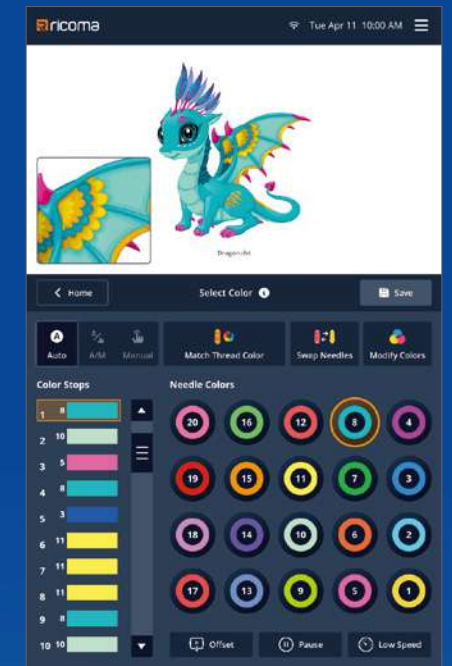 ricoma
Tue Apr 11 10:00 AM
Dragon.dst
Home
Select Color
Save
A
Auto
A/M
Manual
Match Thread Color
Swap Needles
Modify Colors
Color Stops
Needle Colors
1 8
2 10
3 5
4 8
5 3
6 11
7 11
8 11
9 8
10 10
20 16 12 8 4
19 15 11 7 3
18 14 10 6 2
17 13 9 5 1
Offset
Pause
Low Speed